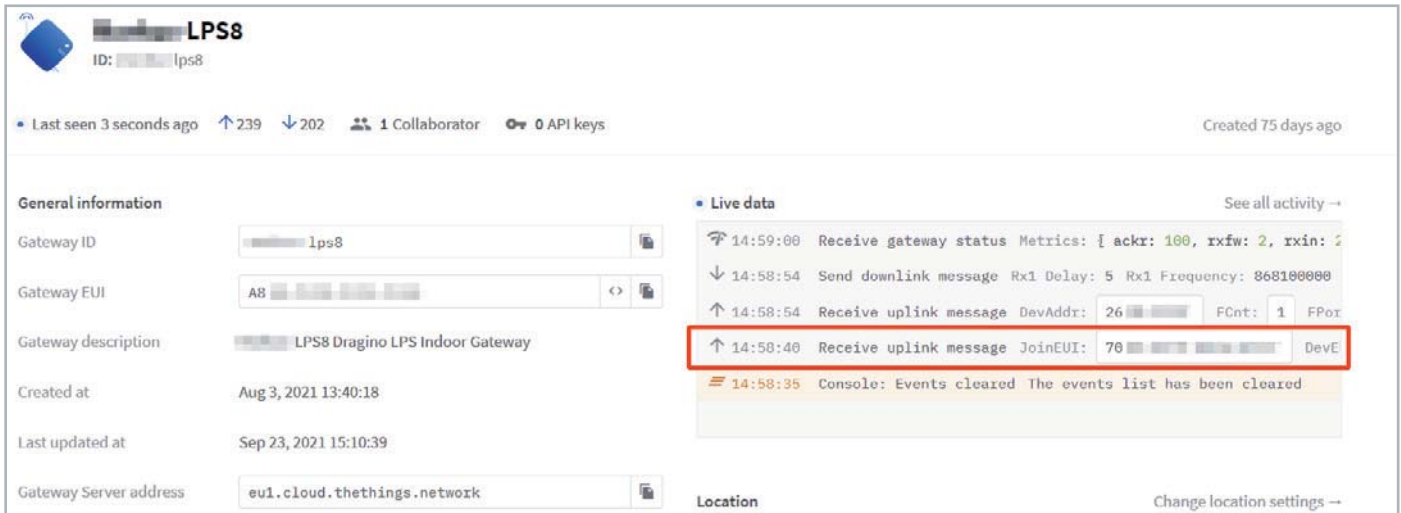 LPS8
ID: lps8
Last seen 3 seconds ago 239 202 1 Collaborator 0 API keys Created 75 days ago
General information
Gateway ID lps8
Gateway EUI A8
Gateway description LPS8 Dragino LPS Indoor Gateway
Created at Aug 3, 2021 13:40:18
Last updated at Sep 23, 2021 15:10:39
Gateway Server address eu1.cloud.thethings.network
Live data See all activity →
14:59:00 Receive gateway status Metrics: { ackr: 100, rxfw: 2, rxin: 2
14:58:54 Send downlink message Rx1 Delay: 5 Rx1 Frequency: 868100000
14:58:54 Receive uplink message DevAddr: 26 FCnt: 1 FPor
14:58:40 Receive uplink message JoinEUI: 70 DevE
14:58:35 Console: Events cleared The events list has been cleared
Location Change location settings →